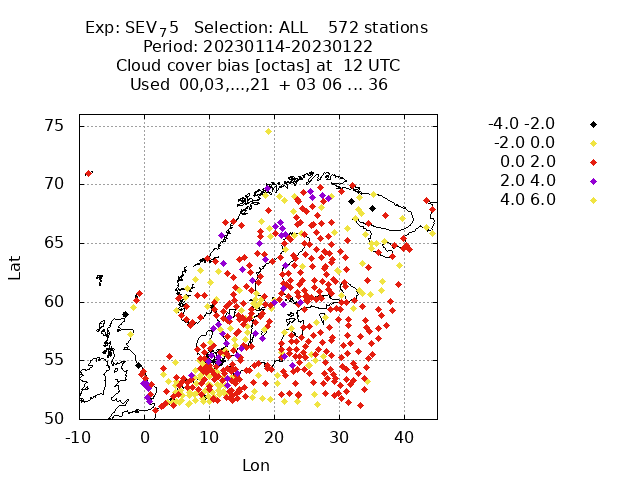 Exp: SEV₇5 Selection: ALL 572 stations
Period: 20230114-20230122
Cloud cover bias [octas] at 12 UTC
Used 00,03,...,21 + 03 06 ... 36
-4.0 -2.0
-2.0 0.0
0.0 2.0
2.0 4.0
4.0 6.0
75
70
65
60
55
50
Lat
-10 0 10 20 30 40
Lon